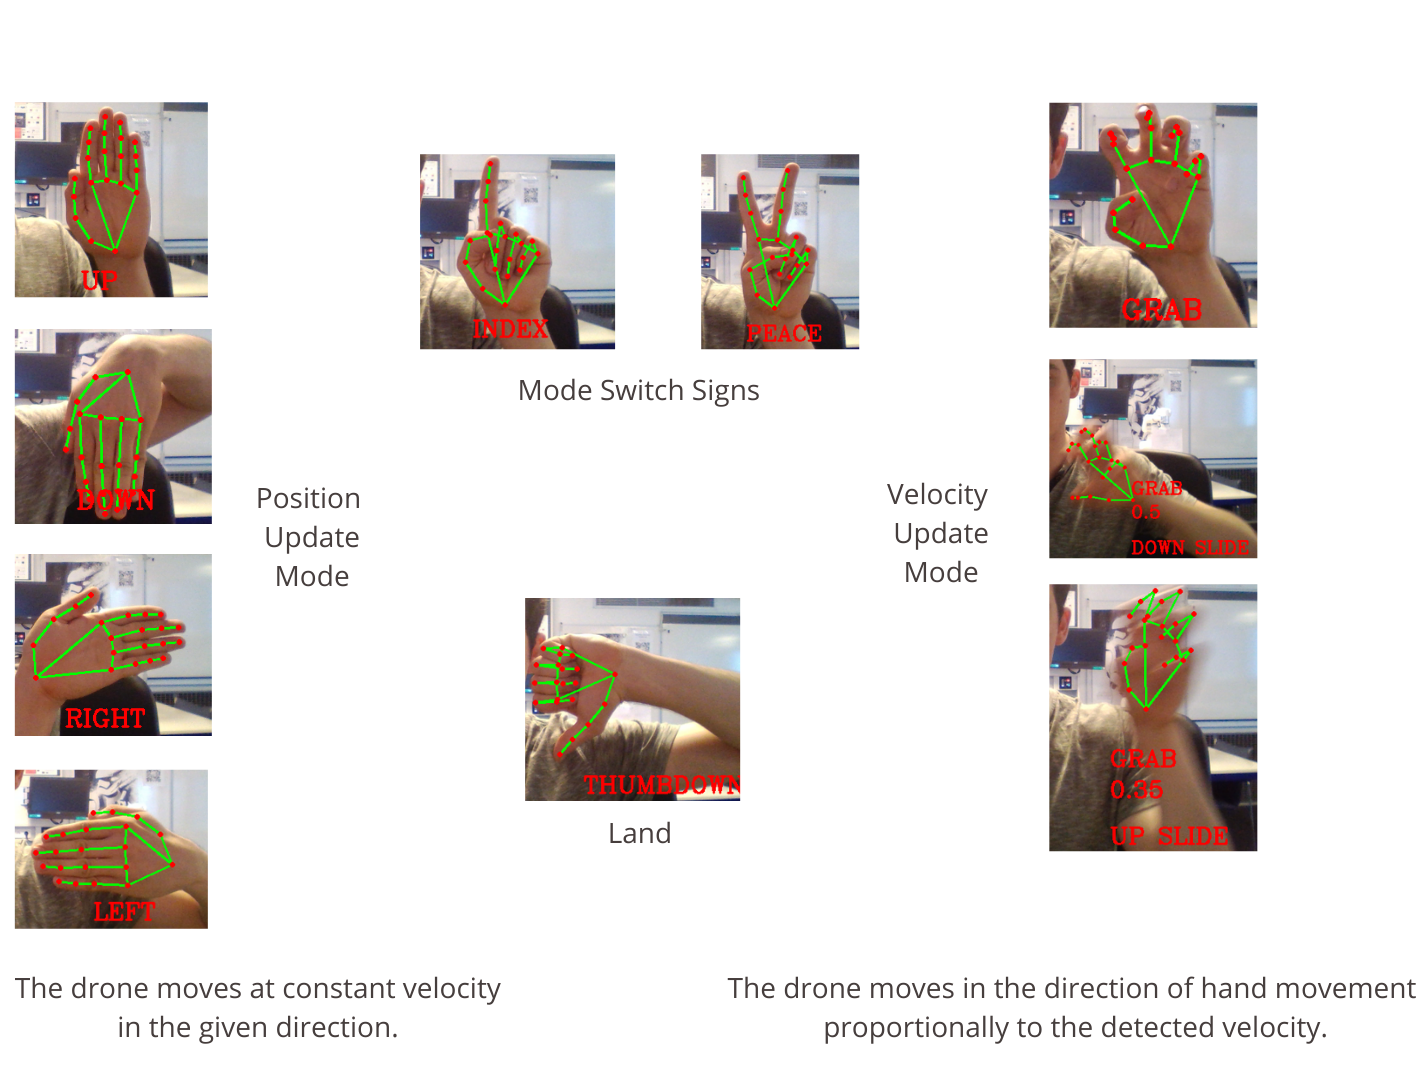 UP
DOWN
RIGHT
LEFT
Position
Update
Mode
INDEX
PEACE
Mode Switch Signs
THUMBDOWN
Land
Velocity
Update
Mode
GRAB
GRAB
0.5
DOWN SLIDE
GRAB
0.35
UP SLIDE
The drone moves at constant velocity
in the given direction.
The drone moves in the direction of hand movement
proportionally to the detected velocity.